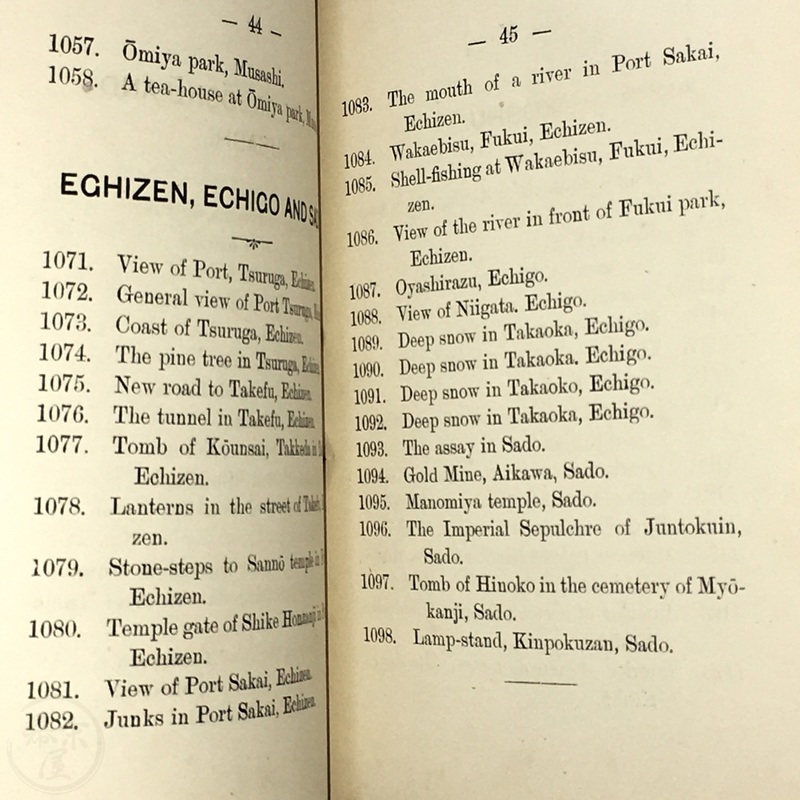 — 44 —
1057. Ōmiya park, Musashi.
1058. A tea-house at Ōmiya park,
EGHIZEN, ECHIGO AND
1071. View of Port, Tsuruga, Echizen.
1072. General view of Port Tsuruga,
1073. Coast of Tsuruga, Echizen.
1074. The pine tree in Tsuruga, Echizen.
1075. New road to Takefu, Echizen.
1076. The tunnel in Takefu, Echizen.
1077. Tomb of Kōunsai,
Echizen.
1078. Lanterns in the street of
zen.
1079. Stone-steps to Sannō temple in
Echizen.
1080. Temple gate of Shike
Echizen.
1081. View of Port Sakai, Echizen.
1082. Junks in Port Sakai, Echizen.
— 45 —
1083. The mouth of a river in Port Sakai,
Echizen.
1084. Wakaebisu, Fukui, Echizen.
1085. Shell-fishing at Wakaebisu, Fukui, Echi-
zen.
1086. View of the river in front of Fukui park,
Echizen.
1087. Oyashirazu, Echigo.
1088. View of Niigata. Echigo.
1089. Deep snow in Takaoka, Echigo.
1090. Deep snow in Takaoka. Echigo.
1091. Deep snow in Takaoko, Echigo.
1092. Deep snow in Takaoka, Echigo.
1093. The assay in Sado.
1094. Gold Mine, Aikawa, Sado.
1095. Manomiya temple, Sado.
1096. The Imperial Sepulchre of Juntokuin,
Sado.
1097. Tomb of Hinoko in the cemetery of Myō-
kanji, Sado.
1098. Lamp-stand, Kinpokuzan, Sado.